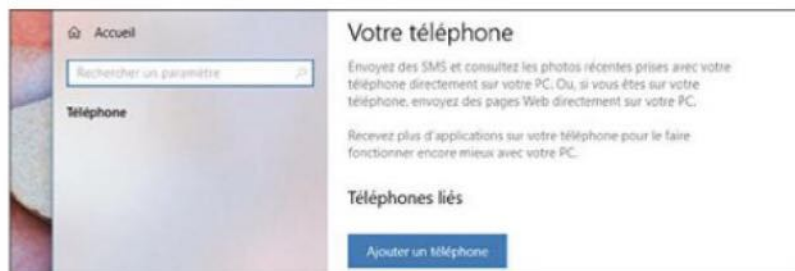 Accueil
Rechercher un paramètre
Téléphone
Votre téléphone
Envoyez des SMS et consultez les photos récentes prises avec votre
téléphone directement sur votre PC. Ou, si vous êtes sur votre
téléphone, envoyez des pages Web directement sur votre PC.
Recevez plus d'applications sur votre téléphone pour le faire
fonctionner encore mieux avec votre PC.
Téléphones liés
Ajouter un téléphone